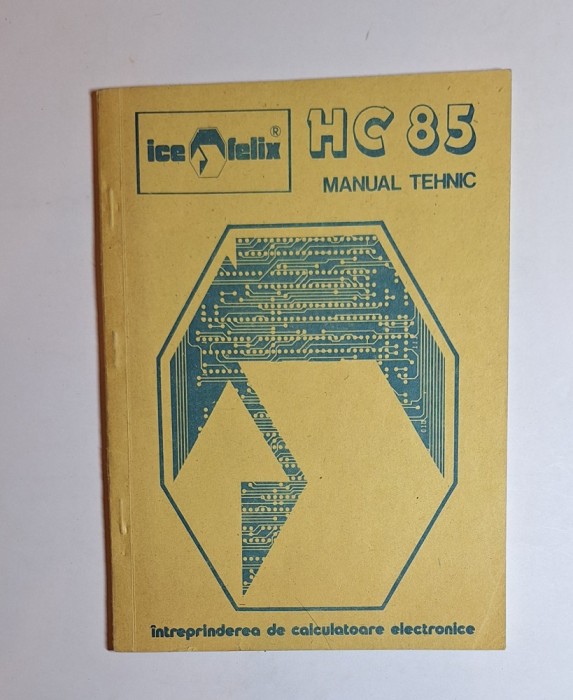 ice felix ®
HC 85
MANUAL TEHNIC
întreprinderea de calculatoare electronice